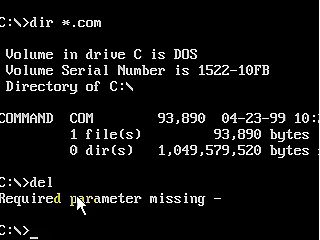 C:\>dir *.com
Volume in drive C is DOS
Volume Serial Number is 1522-10FB
Directory of C:\
COMMAND COM 93,890 04-23-99
1 file(s) 93,890 bytes
0 dir(s) 1,049,579,520 bytes
C:\>del
Required parameter missing -
C:\>_